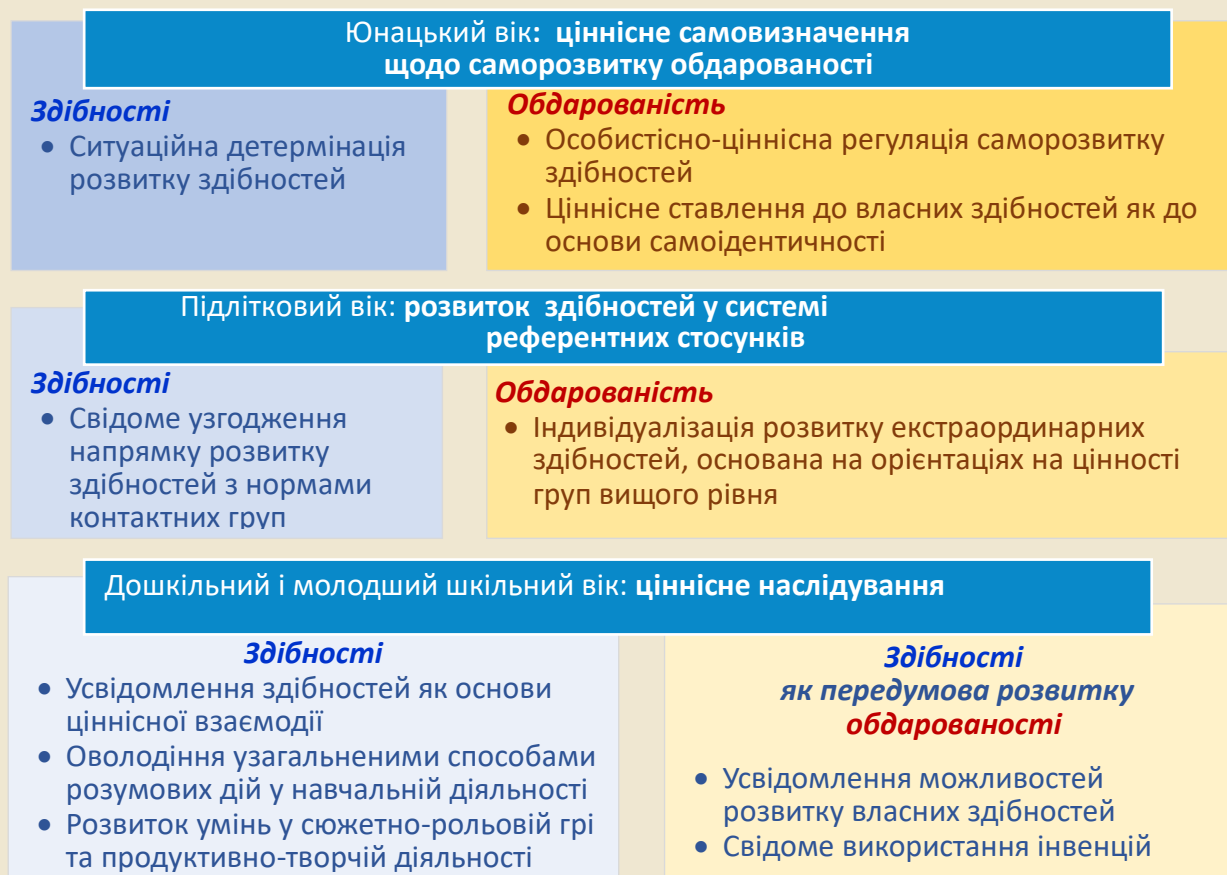 Юнацький вік: ціннісне самовизначення
щодо саморозвитку обдарованості
Здібності
• Ситуаційна детермінація
розвитку здібностей
Обдарованість
• Особистісно-ціннісна регуляція саморозвитку
здібностей
• Ціннісне ставлення до власних здібностей як до
основи самоідентичності
Підлітковий вік: розвиток здібностей у системі
референтних стосунків
Здібності
• Свідоме узгодження
напрямку розвитку
здібностей з нормами
контактних груп
Обдарованість
• Індивідуалізація розвитку екстраординарних
здібностей, основана на орієнтаціях на цінності
груп вищого рівня
Дошкільний і молодший шкільний вік: ціннісне наслідування
Здібності
• Усвідомлення здібностей як основи
ціннісної взаємодії
• Оволодіння узагальненими способами
розумових дій у навчальній діяльності
• Розвиток умінь у сюжетно-рольовій грі
та продуктивно-творчій діяльності
Здібності
як передумова розвитку
обдарованості
• Усвідомлення можливостей
розвитку власних здібностей
• Свідоме використання інвенцій